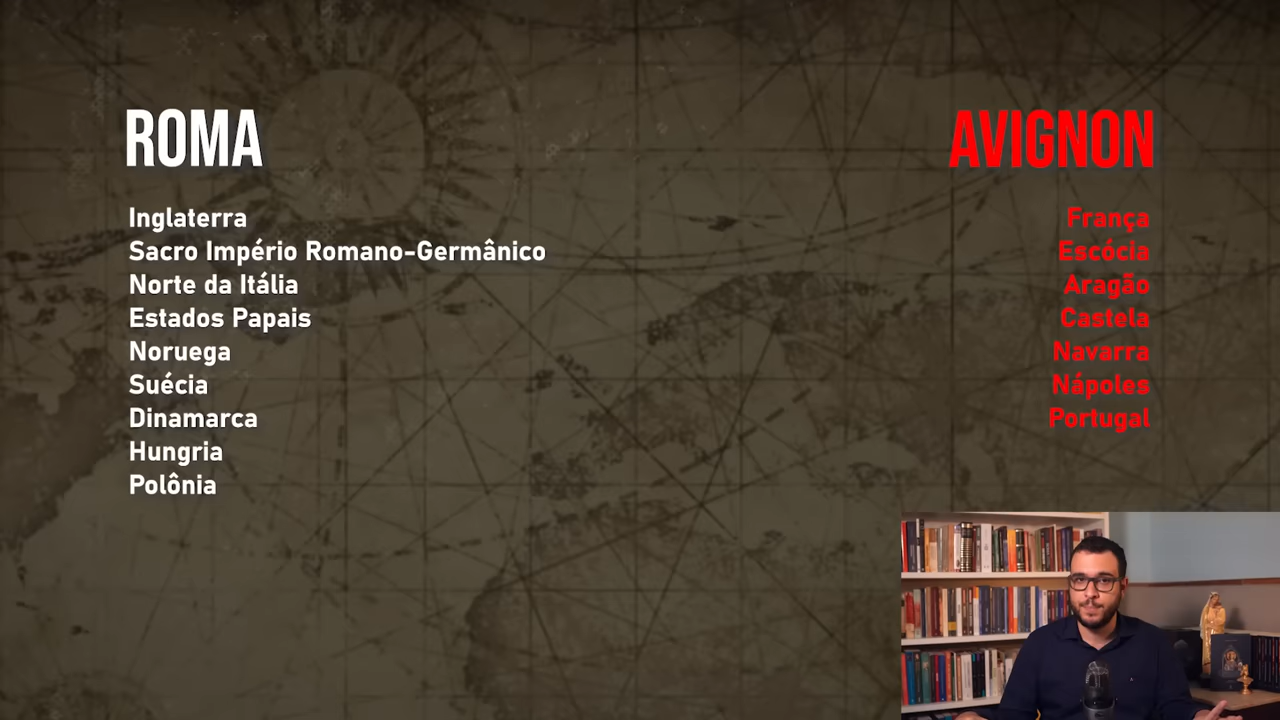 ROMA
Inglaterra
Sacro Império Romano-Germânico
Norte da Itália
Estados Papais
Noruega
Suécia
Dinamarca
Hungria
Polônia
AVIGNON
França
Escócia
Aragão
Castela
Navarra
Nápoles
Portugal